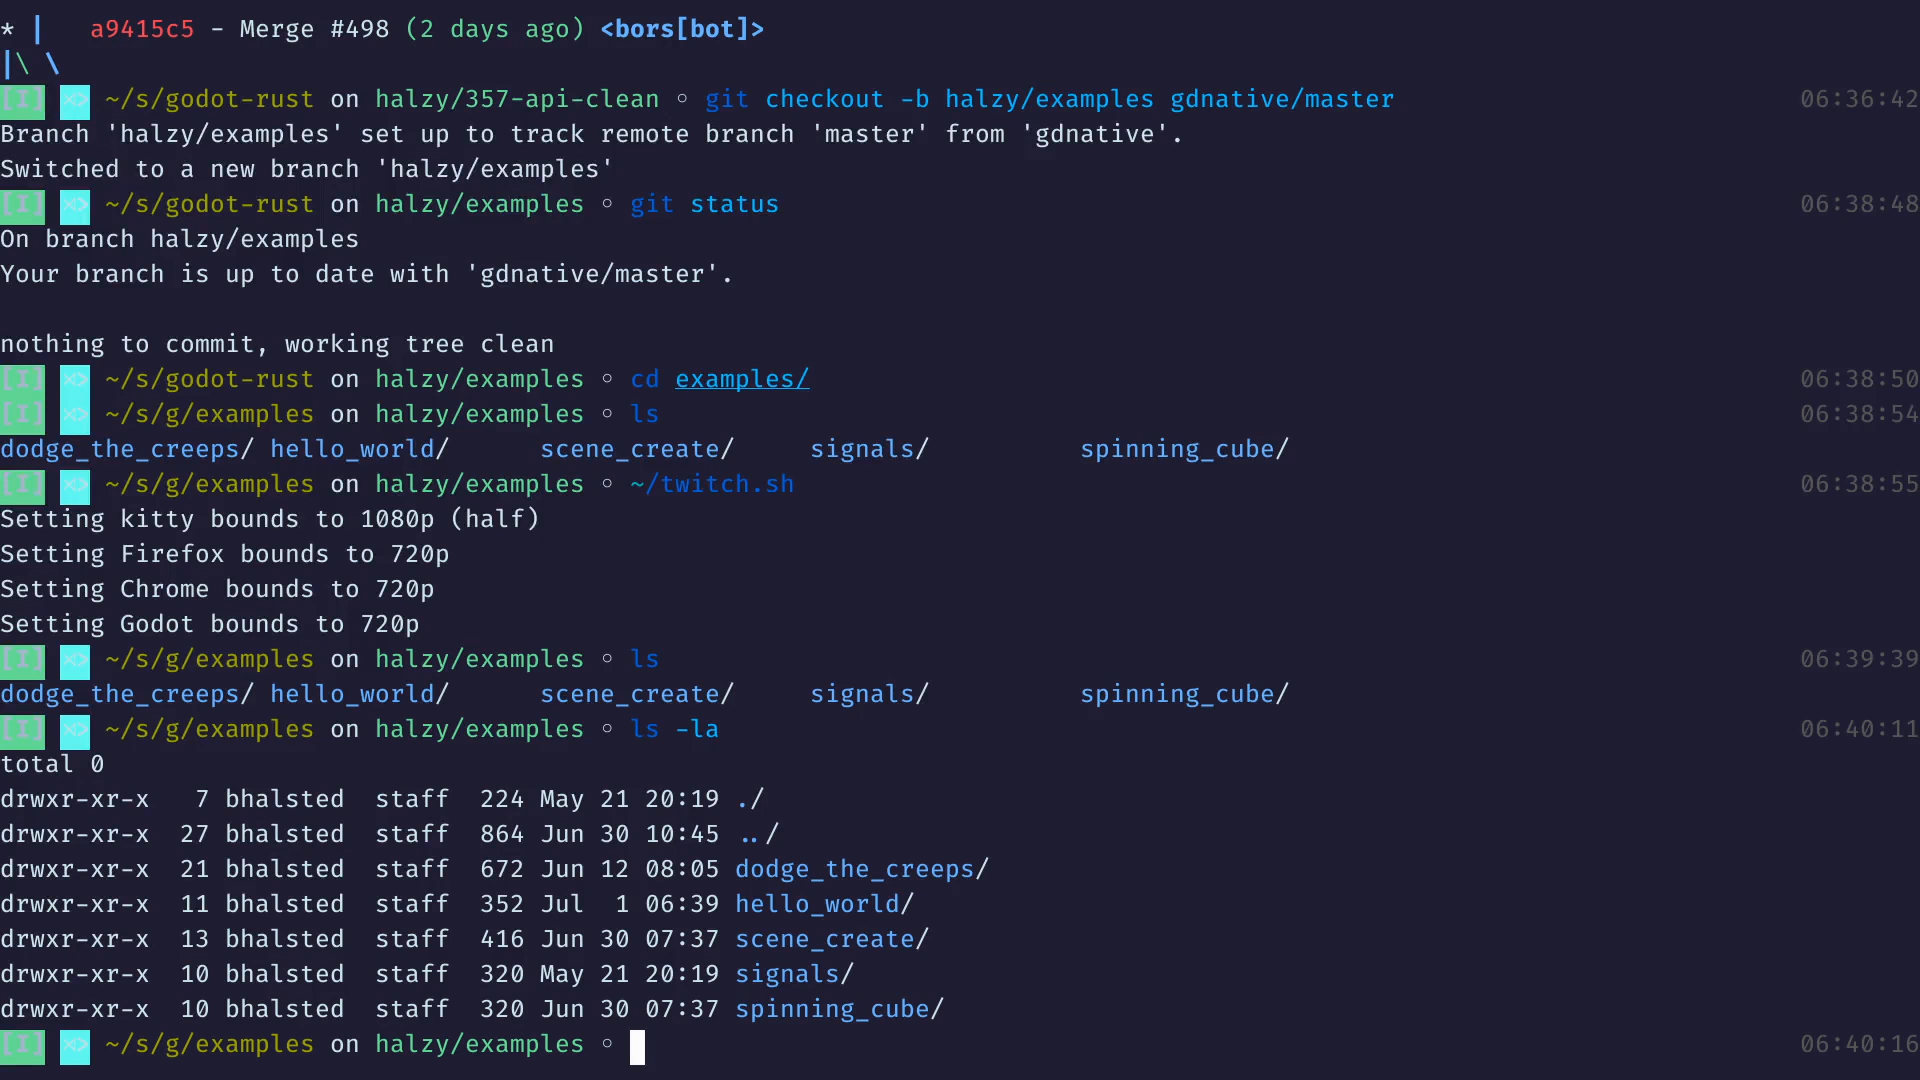 * |   a9415c5 - Merge #498 (2 days ago) <bors[bot]>
|\ \
[I] ~/s/godot-rust on halzy/357-api-clean ◦ git checkout -b halzy/examples gdnative/master 06:36:42
Branch 'halzy/examples' set up to track remote branch 'master' from 'gdnative'.
Switched to a new branch 'halzy/examples'
[I] ~/s/godot-rust on halzy/examples ◦ git status 06:38:48
On branch halzy/examples
Your branch is up to date with 'gdnative/master'.
nothing to commit, working tree clean
[I] ~/s/godot-rust on halzy/examples ◦ cd examples/ 06:38:50
[I] ~/s/g/examples on halzy/examples ◦ ls 06:38:54
dodge_the_creeps/ hello_world/      scene_create/     signals/          spinning_cube/
[I] ~/s/g/examples on halzy/examples ◦ ~/twitch.sh 06:38:55
Setting kitty bounds to 1080p (half)
Setting Firefox bounds to 720p
Setting Chrome bounds to 720p
Setting Godot bounds to 720p
[I] ~/s/g/examples on halzy/examples ◦ ls 06:39:39
dodge_the_creeps/ hello_world/      scene_create/     signals/          spinning_cube/
[I] ~/s/g/examples on halzy/examples ◦ ls -la 06:40:11
total 0
drwxr-xr-x   7 bhalsted  staff  224 May 21 20:19 ./
drwxr-xr-x  27 bhalsted  staff  864 Jun 30 10:45 ../
drwxr-xr-x  21 bhalsted  staff  672 Jun 12 08:05 dodge_the_creeps/
drwxr-xr-x  11 bhalsted  staff  352 Jul  1 06:39 hello_world/
drwxr-xr-x  13 bhalsted  staff  416 Jun 30 07:37 scene_create/
drwxr-xr-x  10 bhalsted  staff  320 May 21 20:19 signals/
drwxr-xr-x  10 bhalsted  staff  320 Jun 30 07:37 spinning_cube/
[I] ~/s/g/examples on halzy/examples ◦ 06:40:16